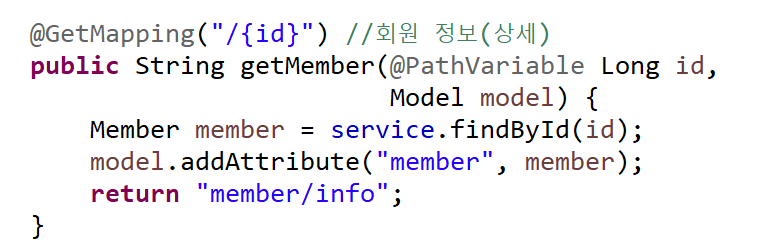 @GetMapping("/{id}") //회원 정보(상세)
public String getMember(@PathVariable Long id,
                        Model model) {
    Member member = service.findById(id);
    model.addAttribute("member", member);
    return "member/info";
}